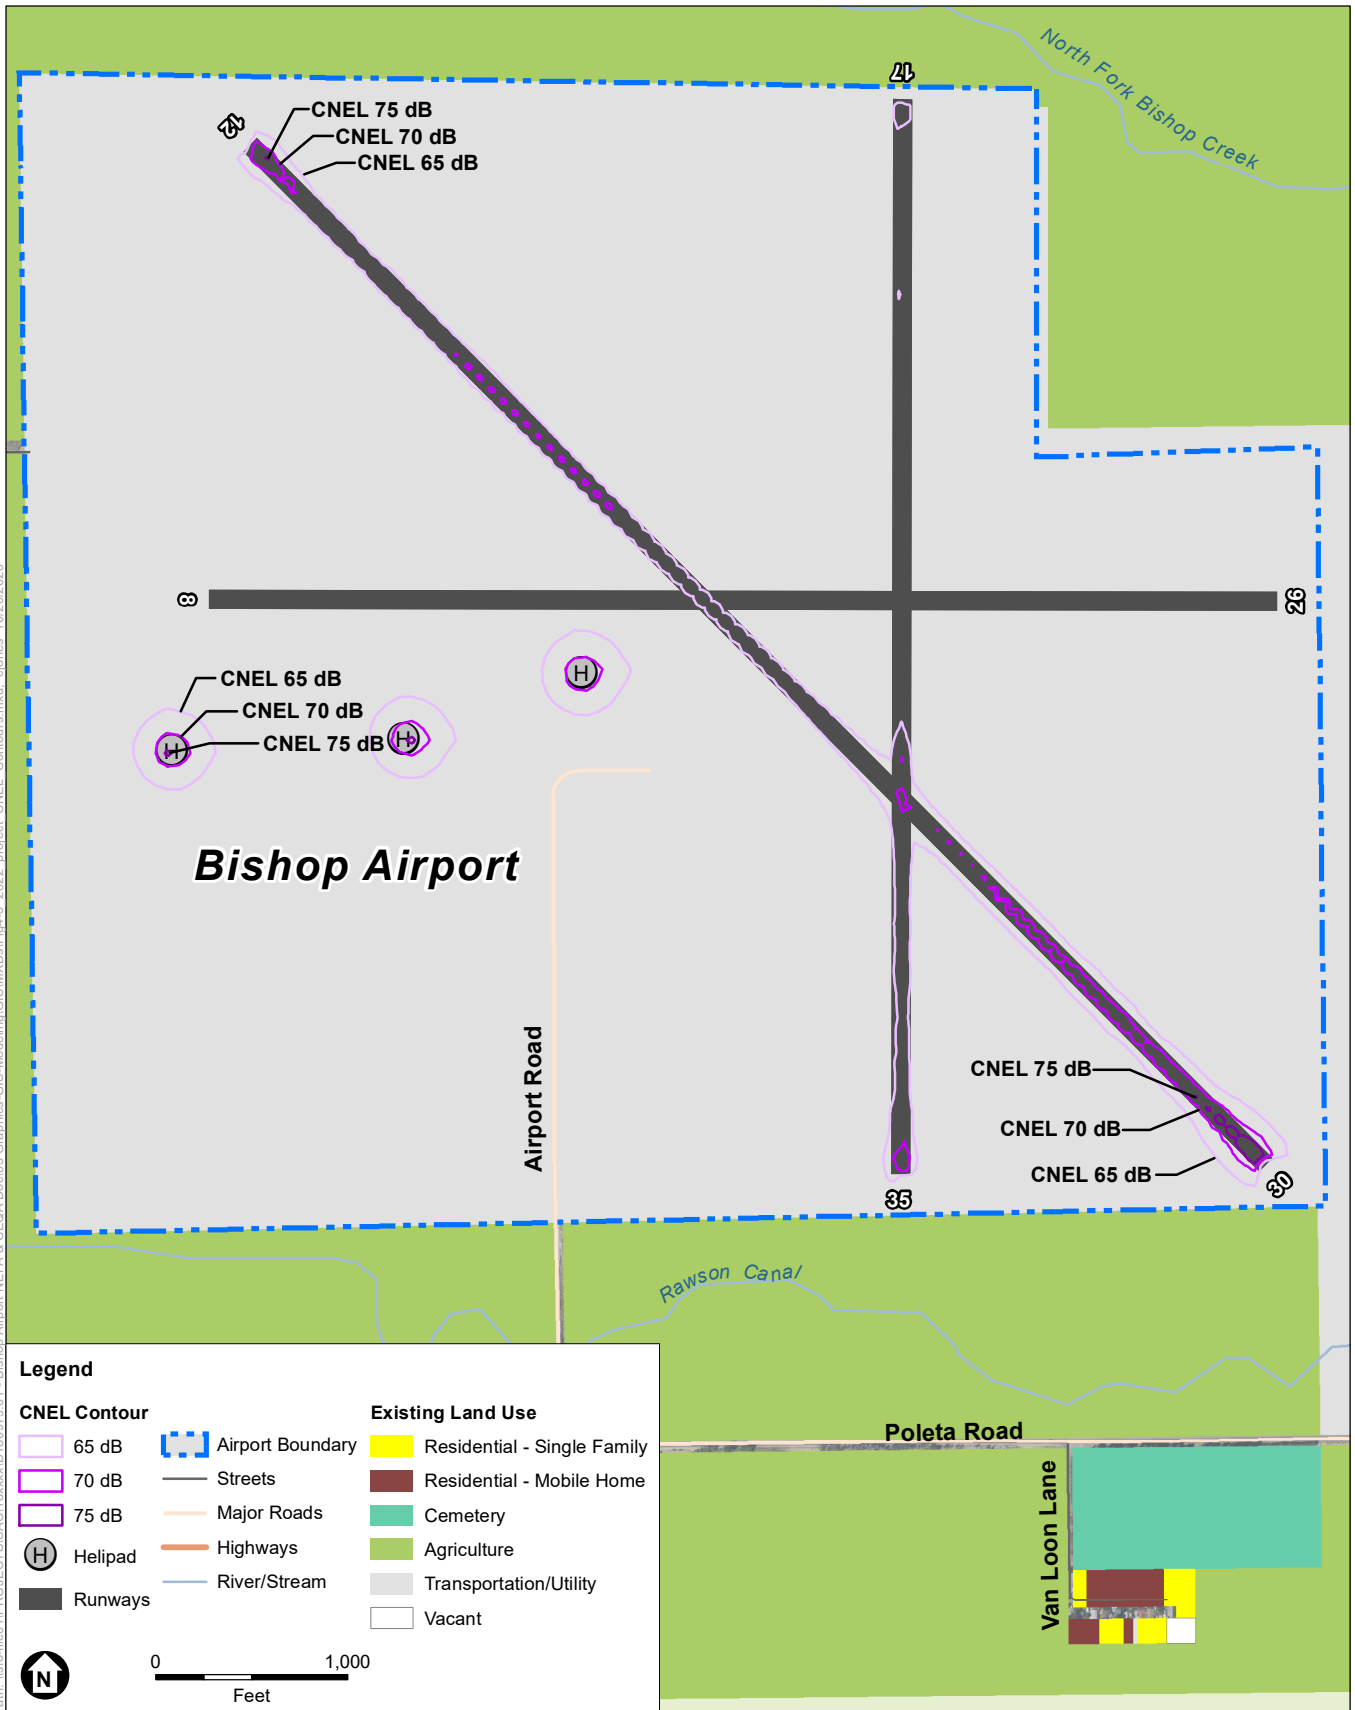 North Fork Bishop Creek
17
12
CNEL 75 dB
CNEL 70 dB
CNEL 65 dB
8
26
CNEL 65 dB
CNEL 70 dB
CNEL 75 dB
H
H
H
Bishop Airport
Airport Road
CNEL 75 dB
CNEL 70 dB
CNEL 65 dB
35
30
Rawson Canal
Poleta Road
Van Loon Lane
Legend
CNEL Contour
65 dB
70 dB
75 dB
H Helipad
Runways
Airport Boundary
Streets
Major Roads
Highways
River/Stream
Existing Land Use
Residential - Single Family
Residential - Mobile Home
Cemetery
Agriculture
Transportation/Utility
Vacant
N
0 1,000
Feet